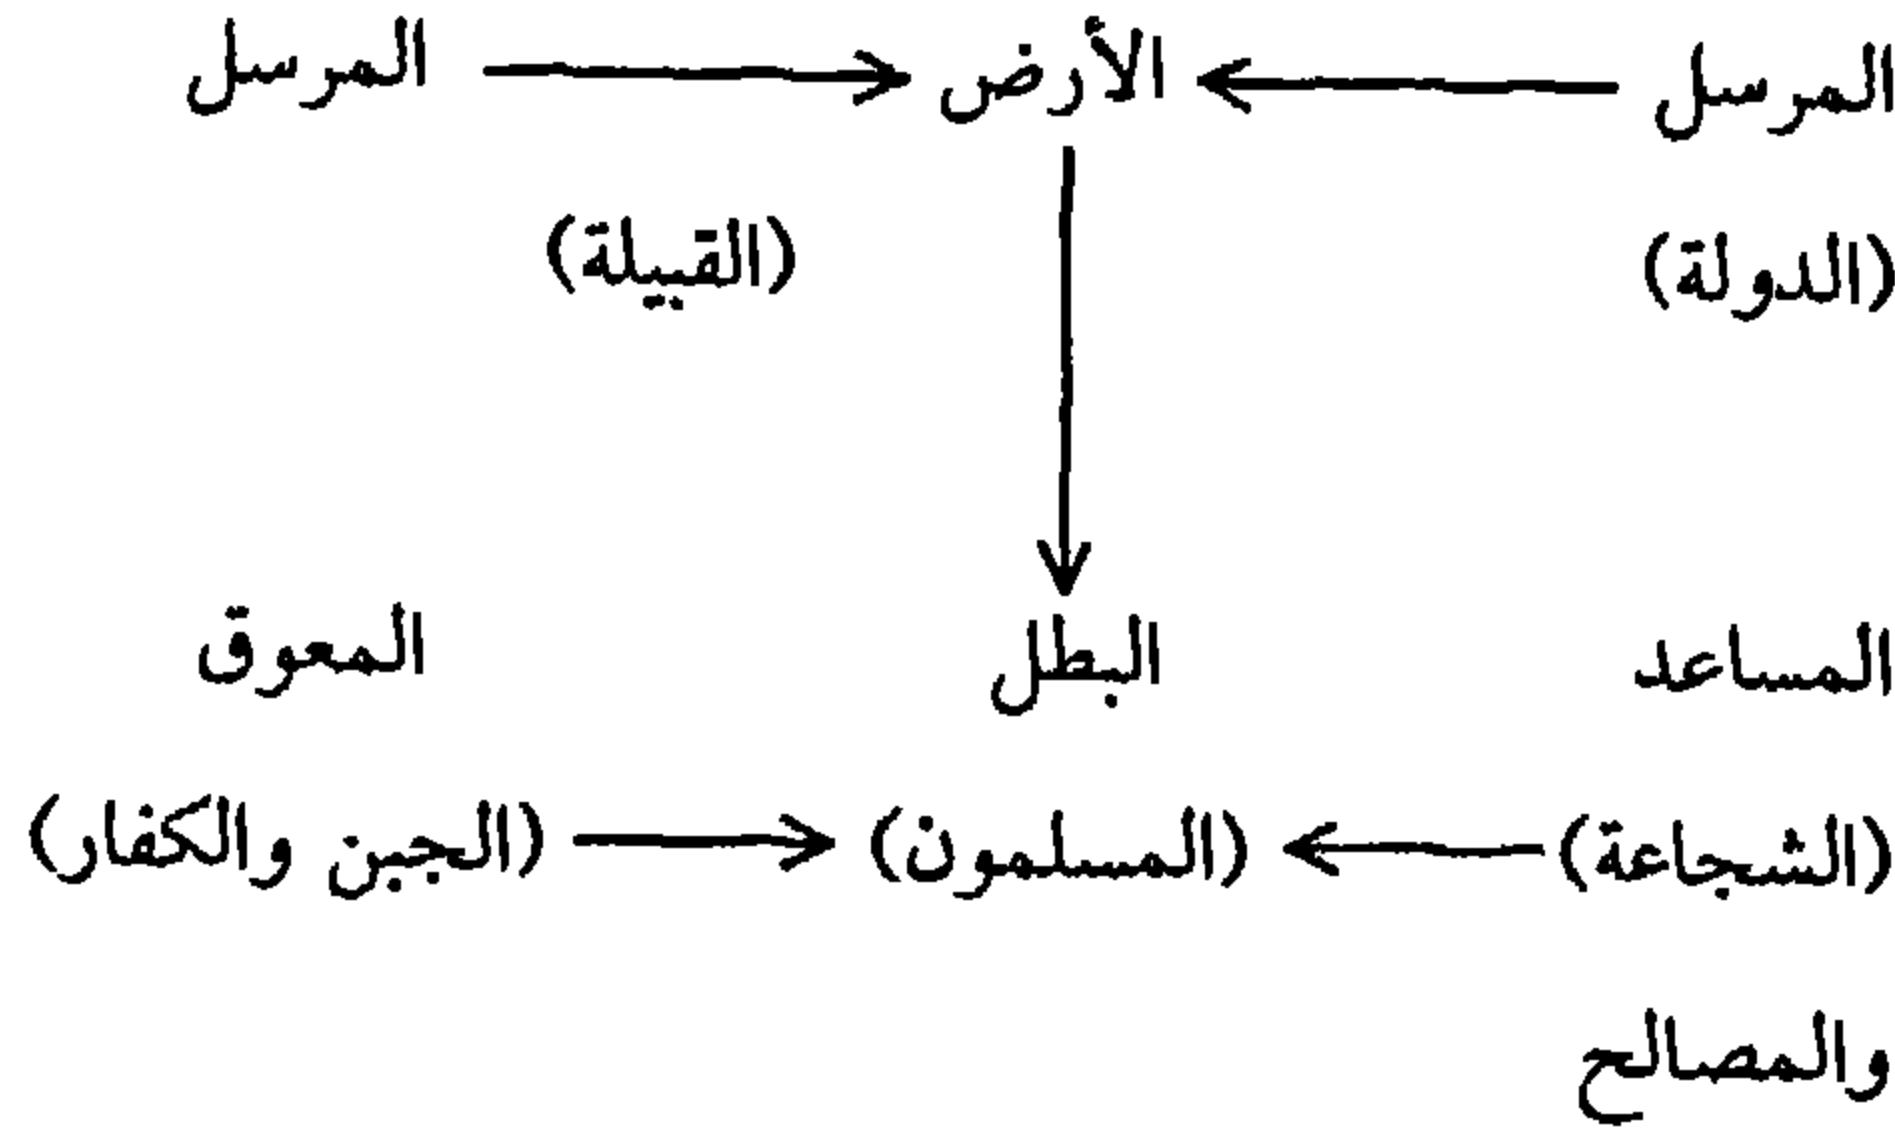 المرسل الأرض المرسل
(الدولة) (القبيلة)
المساعد البطل المعوق
(الشجاعة) (المسلمون) (الجبن والكفار)
والمصالح